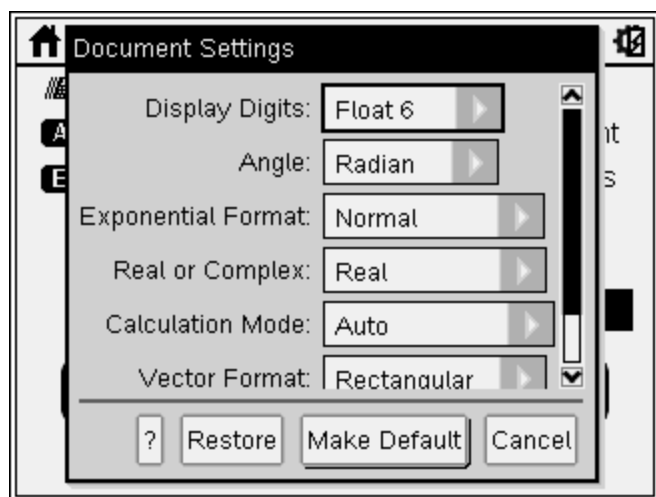 Document Settings
Display Digits: Float 6
Angle: Radian
Exponential Format: Normal
Real or Complex: Real
Calculation Mode: Auto
Vector Format: Rectangular
? Restore Make Default Cancel
A
E
nt
s